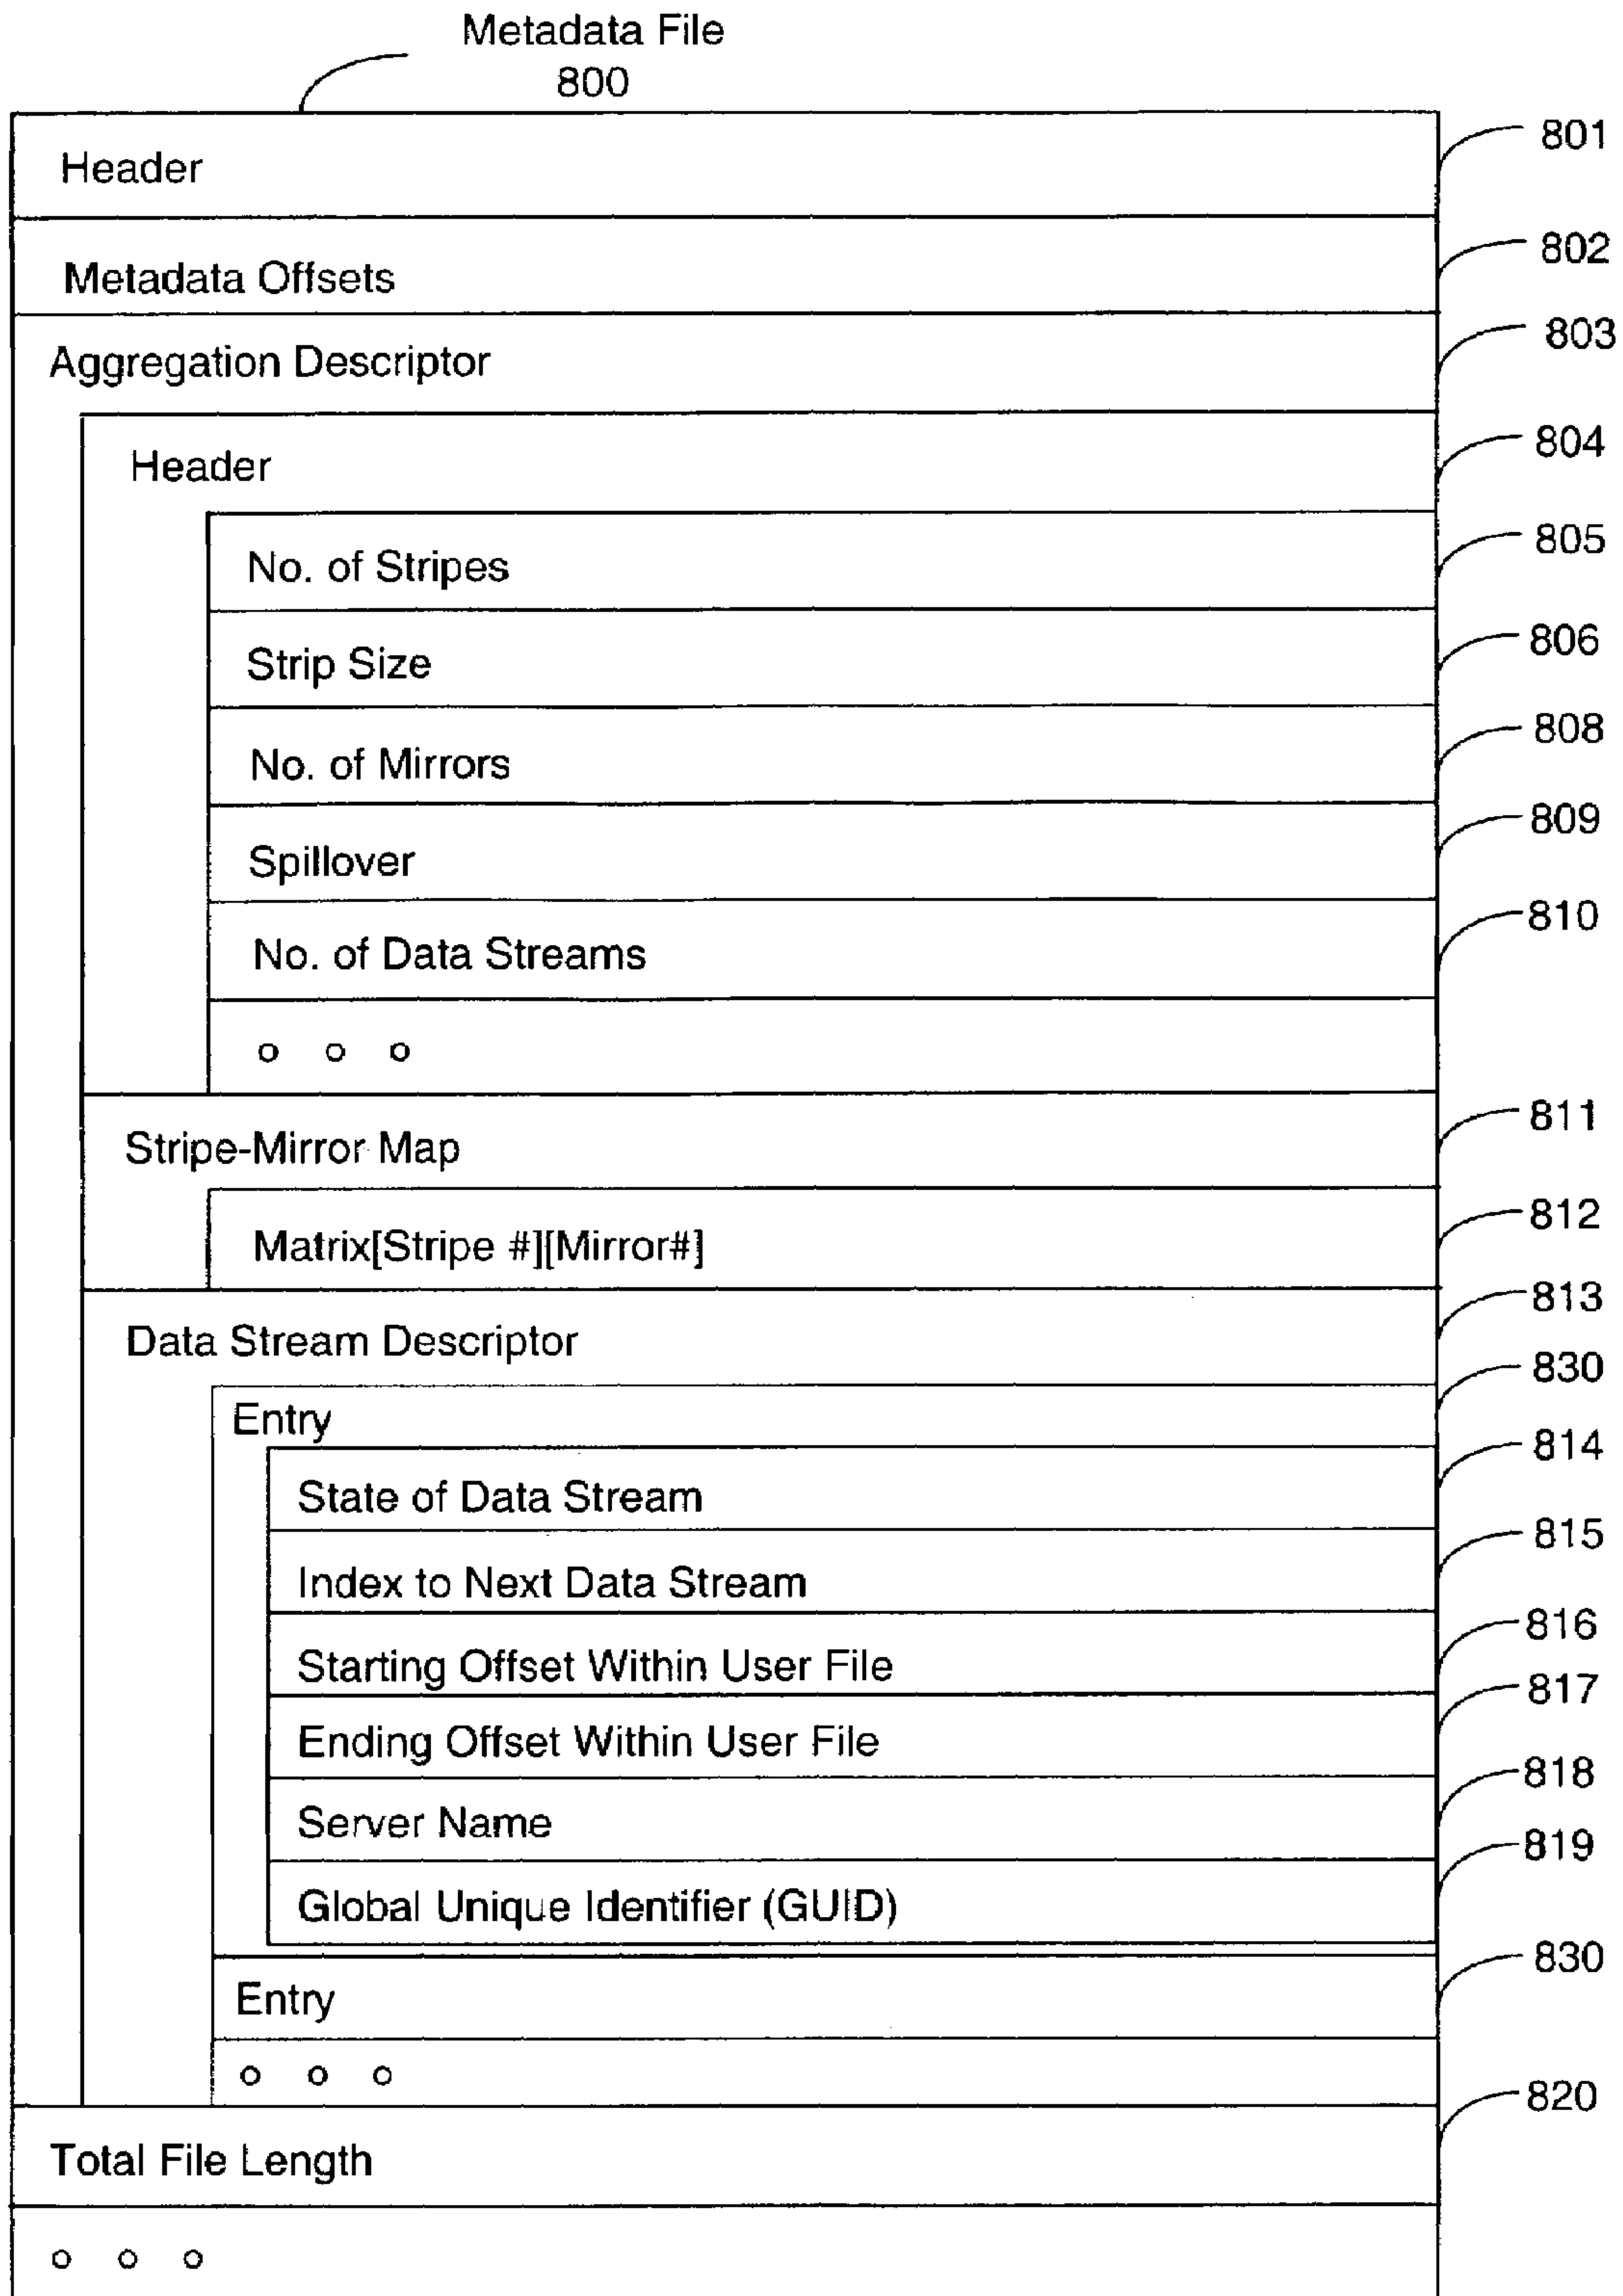 Metadata File
800
Header 801
Metadata Offsets 802
Aggregation Descriptor 803
Header 804
No. of Stripes 805
Strip Size 806
No. of Mirrors 808
Spillover 809
No. of Data Streams 810
Stripe-Mirror Map 811
Matrix[Stripe #][Mirror#] 812
Data Stream Descriptor 813
Entry 830
State of Data Stream 814
Index to Next Data Stream 815
Starting Offset Within User File 816
Ending Offset Within User File 817
Server Name 818
Global Unique Identifier (GUID) 819
Entry 830
Total File Length 820